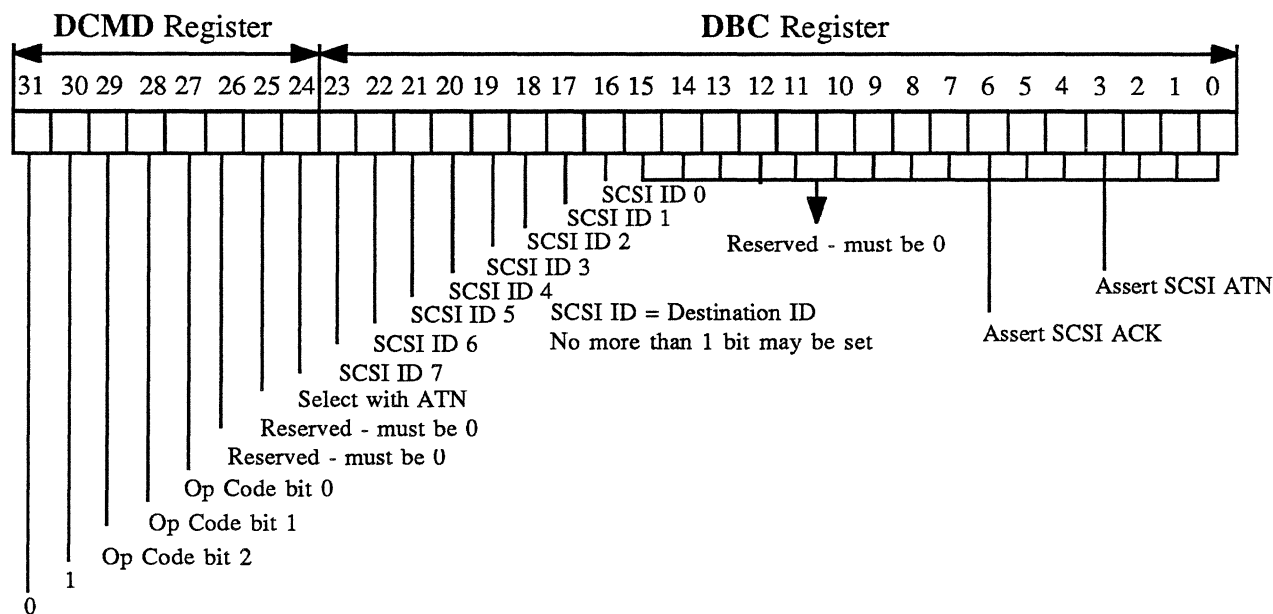 DCMD Register DBC Register
31 30 29 28 27 26 25 24 23 22 21 20 19 18 17 16 15 14 13 12 11 10 9 8 7 6 5 4 3 2 1 0
SCSI ID 0
SCSI ID 1
SCSI ID 2
Reserved - must be 0
SCSI ID 3
SCSI ID 4
Assert SCSI ATN
SCSI ID 5
SCSI ID = Destination ID
No more than 1 bit may be set
Assert SCSI ACK
SCSI ID 6
SCSI ID 7
Select with ATN
Reserved - must be 0
Reserved - must be 0
Op Code bit 0
Op Code bit 1
Op Code bit 2
1
0